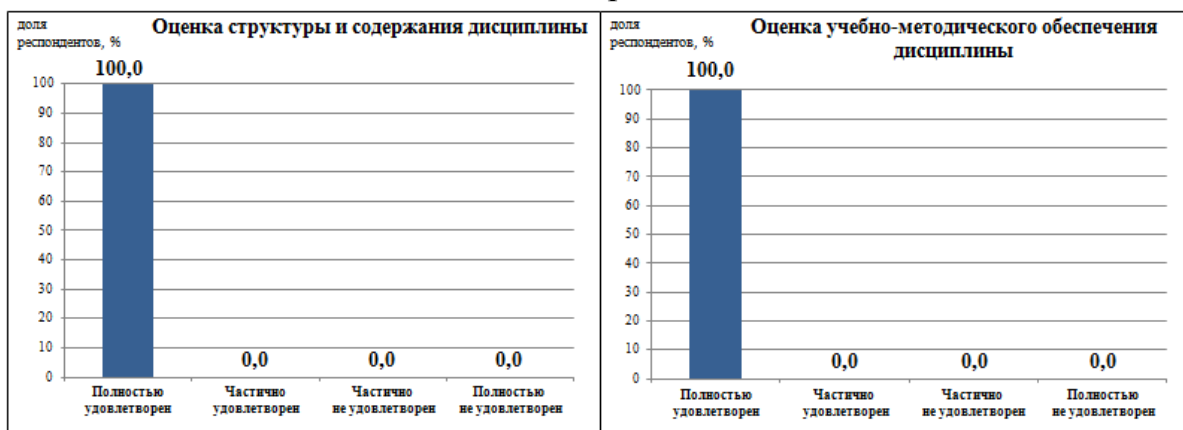 доля
респондентов, %
Оценка структуры и содержания дисциплины
100,0
100
90
80
70
60
50
40
30
20
10
0
0,0
0,0
0,0
Полностью
удовлетворен
Частично
удовлетворен
Частично
не удовлетворен
Полностью
не удовлетворен
доля
респондентов, %
Оценка учебно-методического обеспечения
дисциплины
100,0
100
90
80
70
60
50
40
30
20
10
0
0,0
0,0
0,0
Полностью
удовлетворен
Частично
удовлетворен
Частично
не удовлетворен
Полностью
не удовлетворен